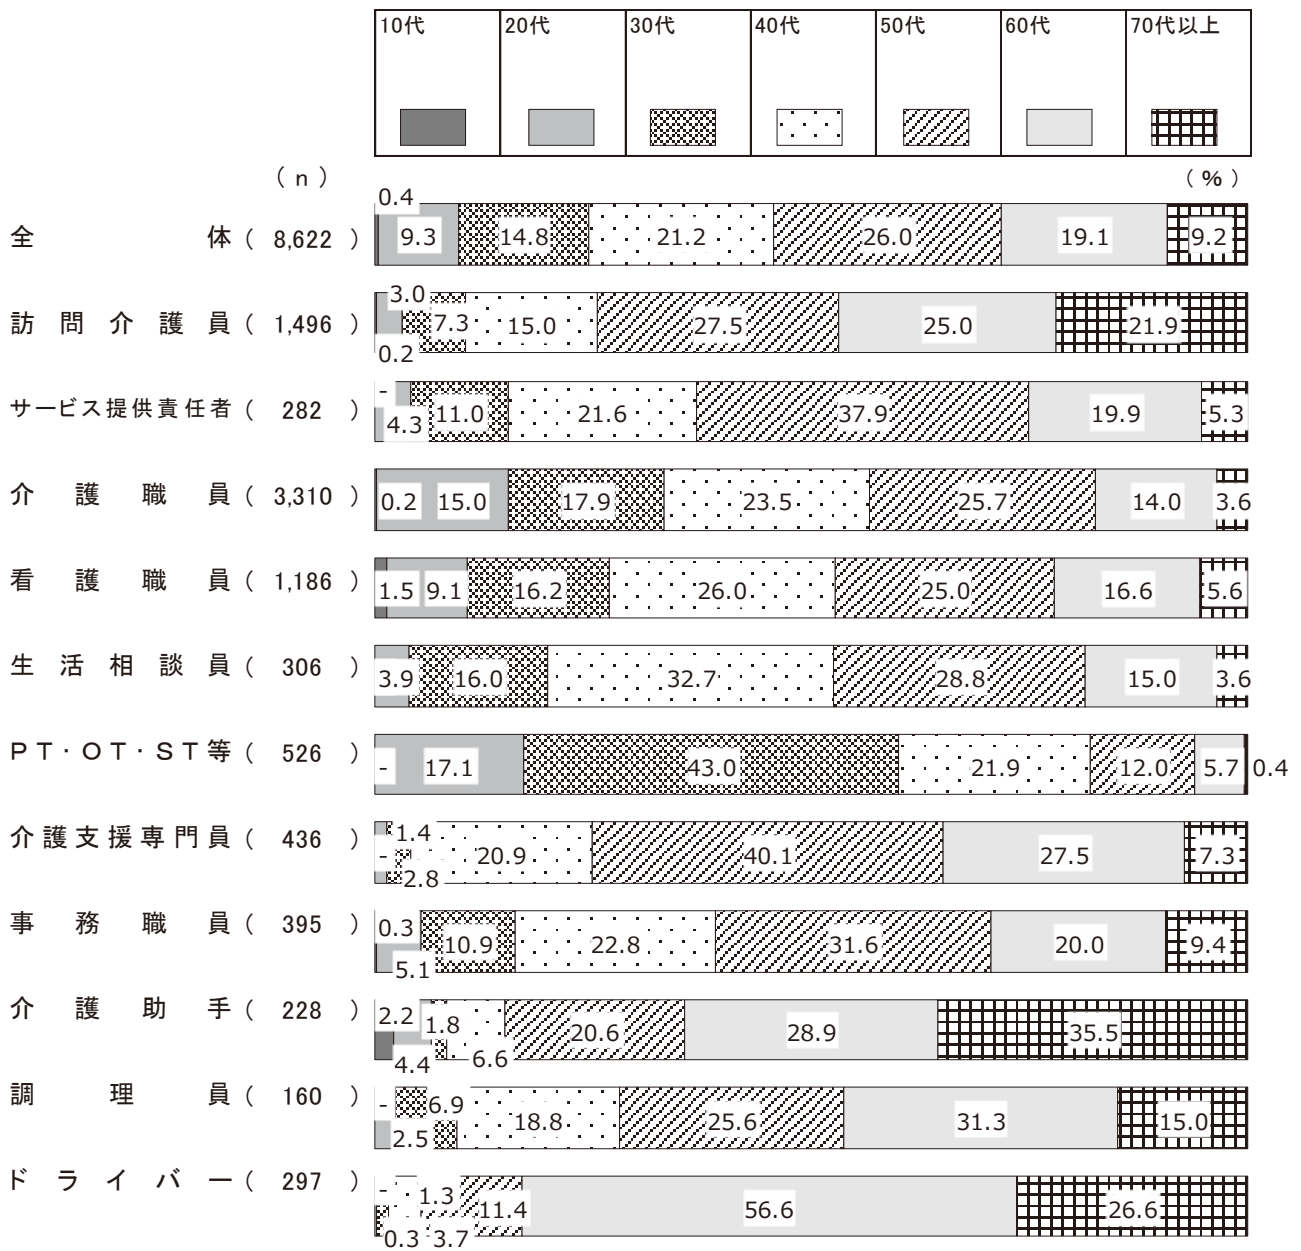 10代 20代 30代 40代 50代 60代 70代以上
(n) (%)
0.4
全体 (8,622) 9.3 14.8 21.2 26.0 19.1 9.2
3.0
訪問介護員 (1,496) 7.3 15.0 27.5 25.0 21.9
0.2
-
サービス提供責任者 (282) 4.3 11.0 21.6 37.9 19.9 5.3
介護職員 (3,310) 0.2 15.0 17.9 23.5 25.7 14.0 3.6
看護職員 (1,186) 1.5 9.1 16.2 26.0 25.0 16.6 5.6
生活相談員 (306) 3.9 16.0 32.7 28.8 15.0 3.6
PT・OT・ST等 (526) - 17.1 43.0 21.9 12.0 5.7 0.4
1.4
介護支援専門員 (436) - 20.9 40.1 27.5 7.3
2.8
0.3
事務職員 (395) 10.9 22.8 31.6 20.0 9.4
5.1
2.2 1.8
介護助手 (228) 20.6 28.9 35.5
4.4 6.6
- 6.9
調理員 (160) 18.8 25.6 31.3 15.0
2.5
- 1.3
ドライバー (297) 11.4 56.6 26.6
0.3 3.7